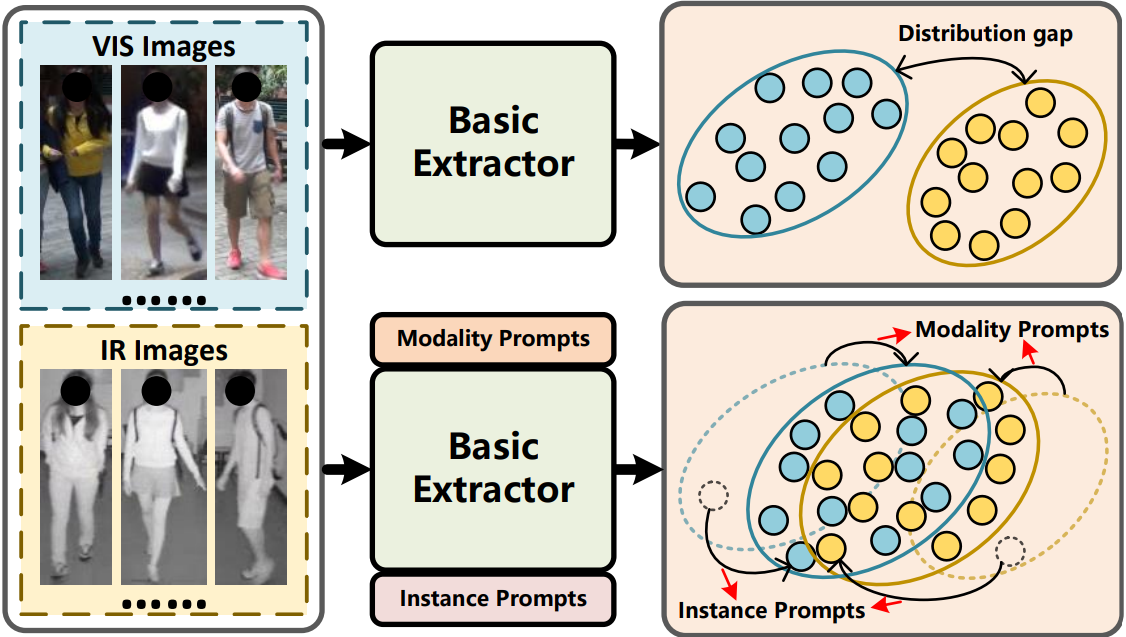 VIS Images
......
IR Images
......
Basic
Extractor
Distribution gap
Modality Prompts
Basic
Extractor
Instance Prompts
Modality Prompts
Instance Prompts